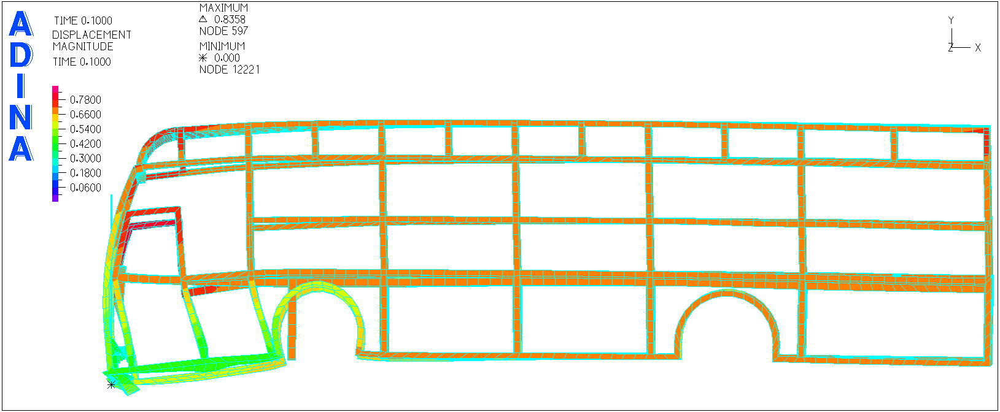 ADINA
TIME 0.1000
DISPLACEMENT
MAGNITUDE
TIME 0.1000
MAXIMUM
0.8358
NODE 597
MINIMUM
0.000
NODE 12221
0.7800
0.6600
0.5400
0.4200
0.3000
0.1800
0.0600
Y
Z X